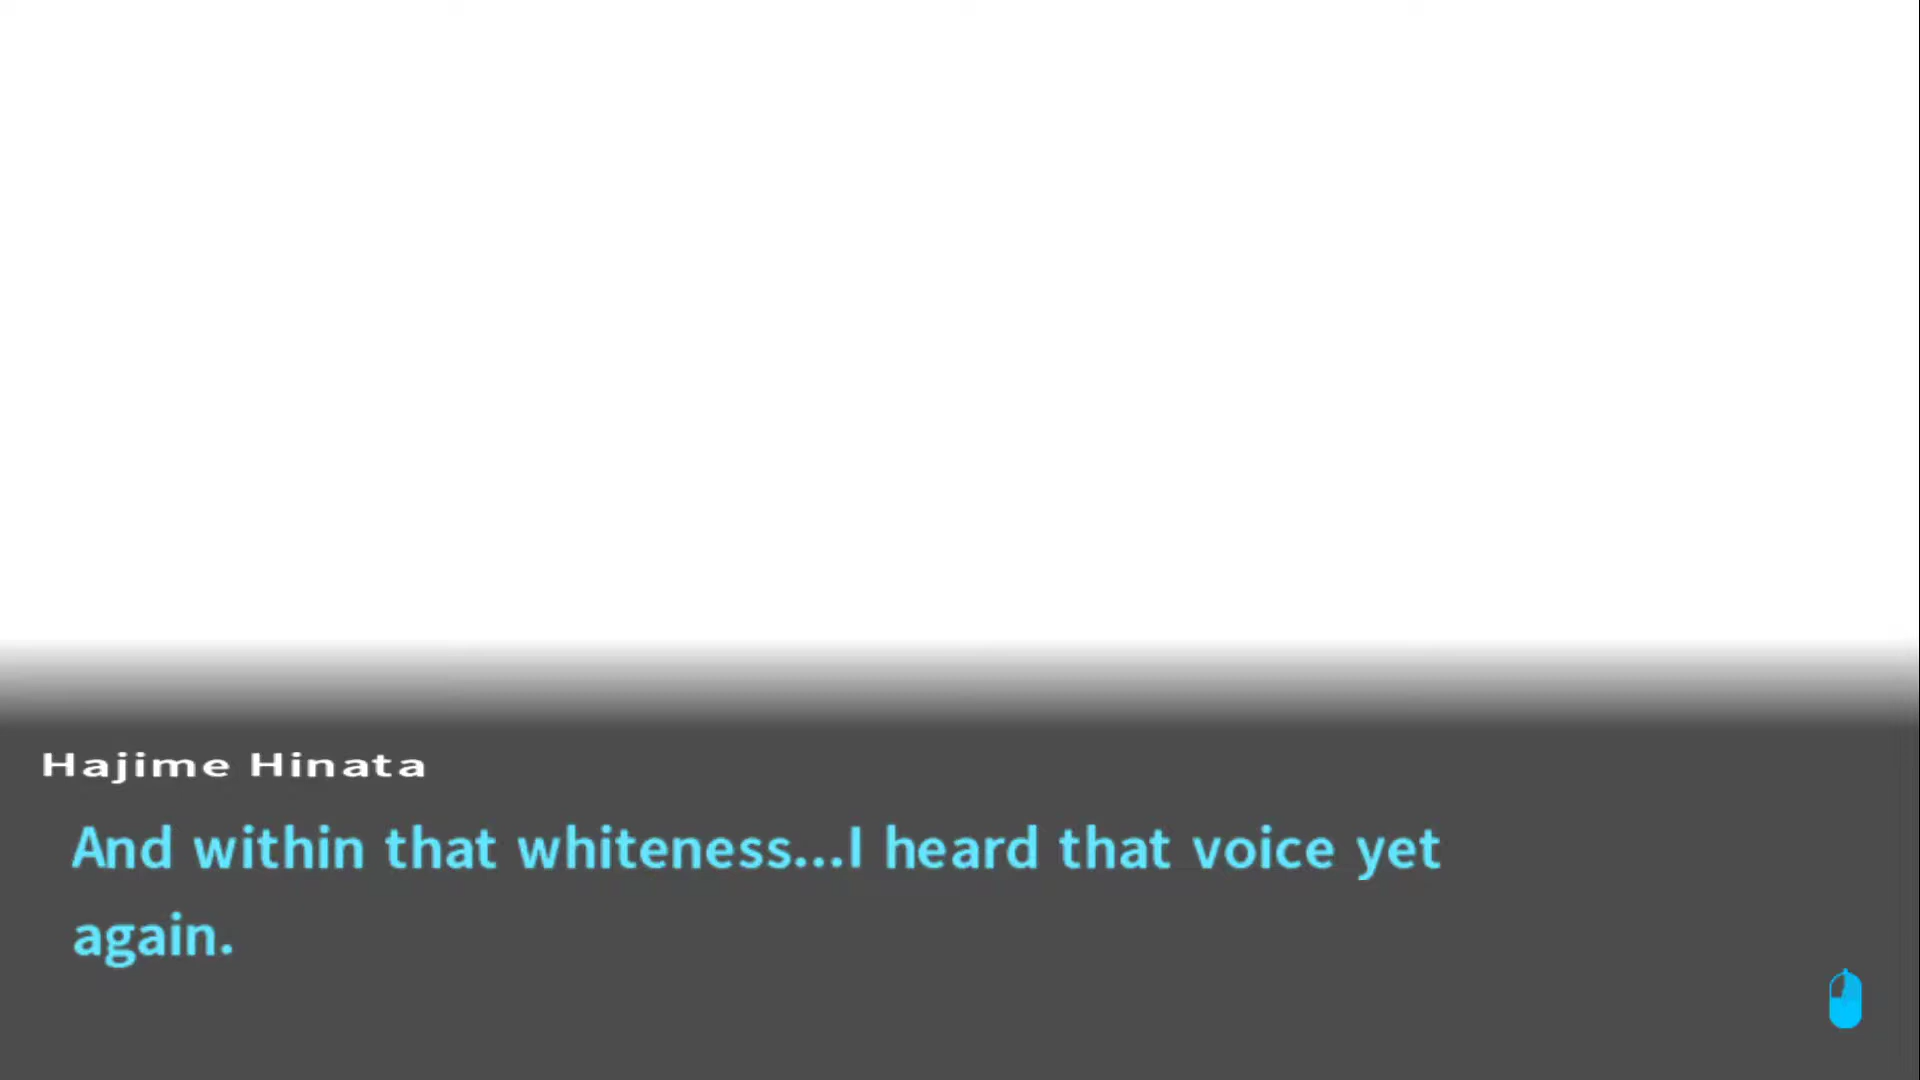 Hajime Hinata
And within that whiteness...I heard that voice yet
again.